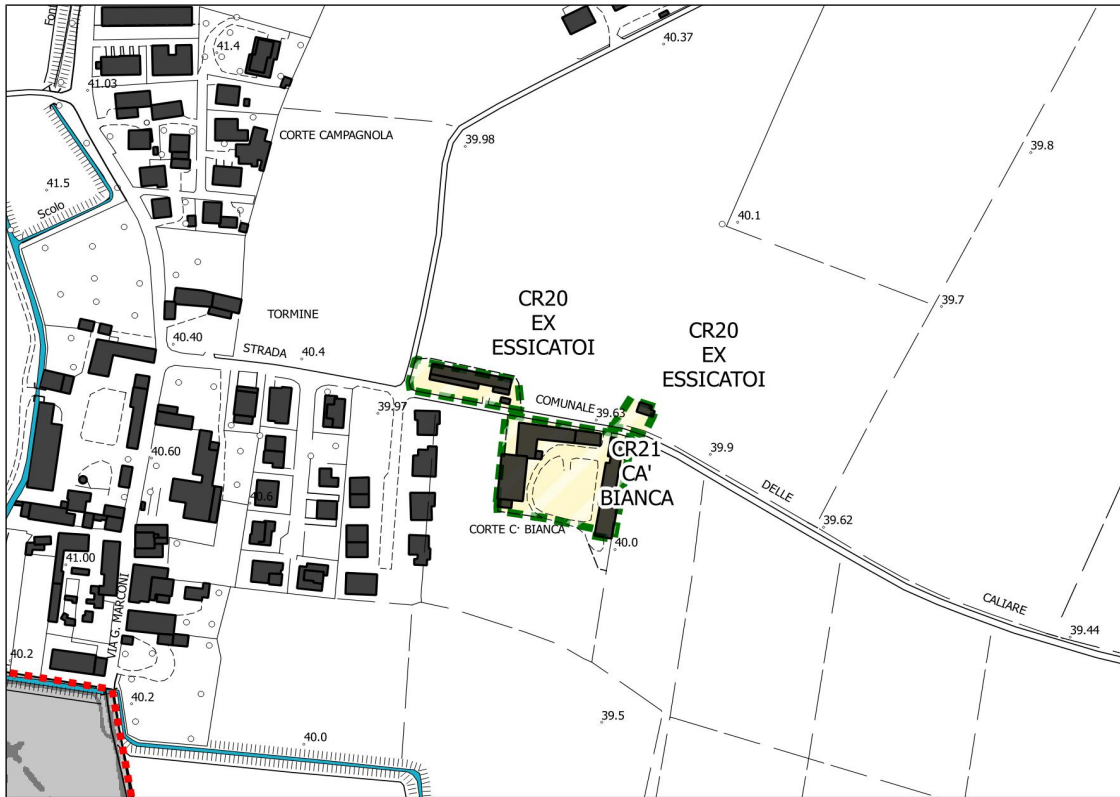 41.4
40.37
41.03
CORTE CAMPAGNOLA
39.98
39.8
41.5
Scolo
40.1
CR20
EX
ESSICATOI
39.7
TORMINE
CR20
EX
ESSICATOI
40.40
STRADA
40.4
COMUNALE
39.97
39.63
40.60
CR21
CA'
BIANCA
39.9
DELLE
40.6
39.62
CORTE C' BIANCA
40.0
41.00
VIA G. MARCONI
CALIARE
39.44
40.2
40.2
39.5
40.0